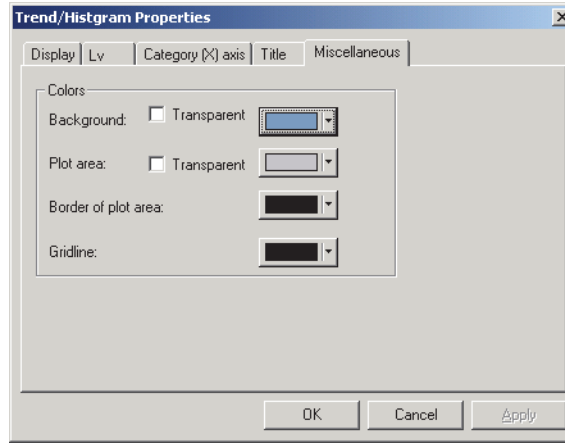 Trend/Histgram Properties
Display Lv Category (X) axis Title Miscellaneous
Colors
Background: Transparent
Plot area: Transparent
Border of plot area:
Gridline:
OK Cancel Apply